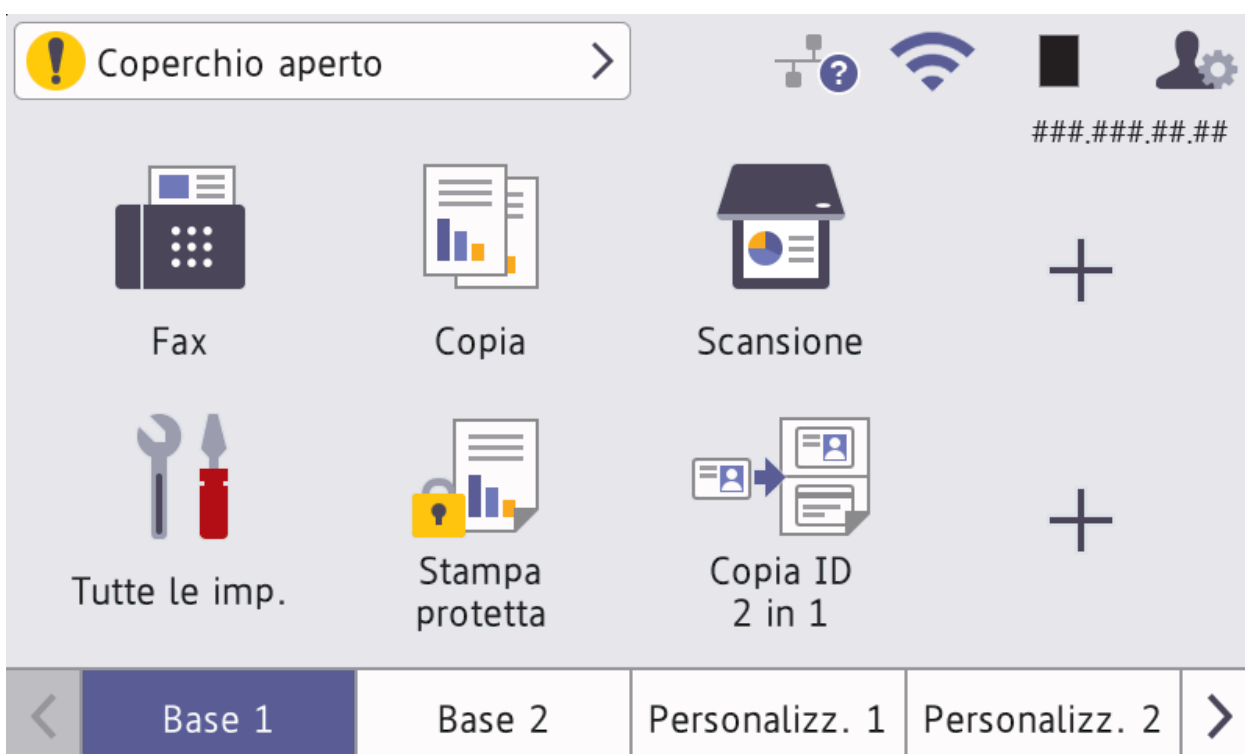 Coperchio aperto
###.###.##.##
Fax
Copia
Scansione
Tutte le imp.
Stampa
protetta
Copia ID
2 in 1
Base 1
Base 2
Personalizz. 1
Personalizz. 2